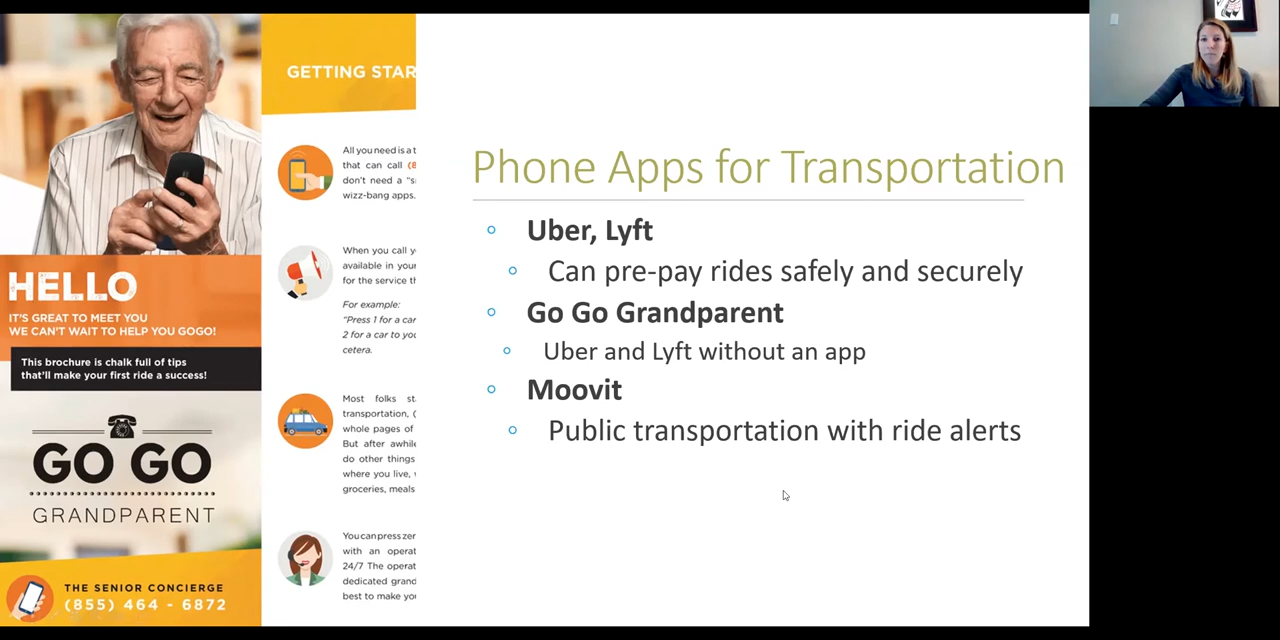 HELLO
IT'S GREAT TO MEET YOU
WE CAN'T WAIT TO HELP YOU GOGO!
This brochure is chalk full of tips
that'll make your first ride a success!
GO GO
GRANDPARENT
THE SENIOR CONCIERGE
(855) 464 - 6872
GETTING STAR
All you need is a t
that can call (8
don't need a "s
wizz-bang apps.
When you call y
available in your
for the service th
For example:
"Press 1 for a car
2 for a car to you
cetera.
Most folks st
transportation, (
whole pages of
But after awhile
do other things
where you live,
groceries, meals
You can press zer
with an operat
24/7 The operat
dedicated grand
best to make you
Phone Apps for Transportation
Uber, Lyft
Can pre-pay rides safely and securely
Go Go Grandparent
Uber and Lyft without an app
Moovit
Public transportation with ride alerts